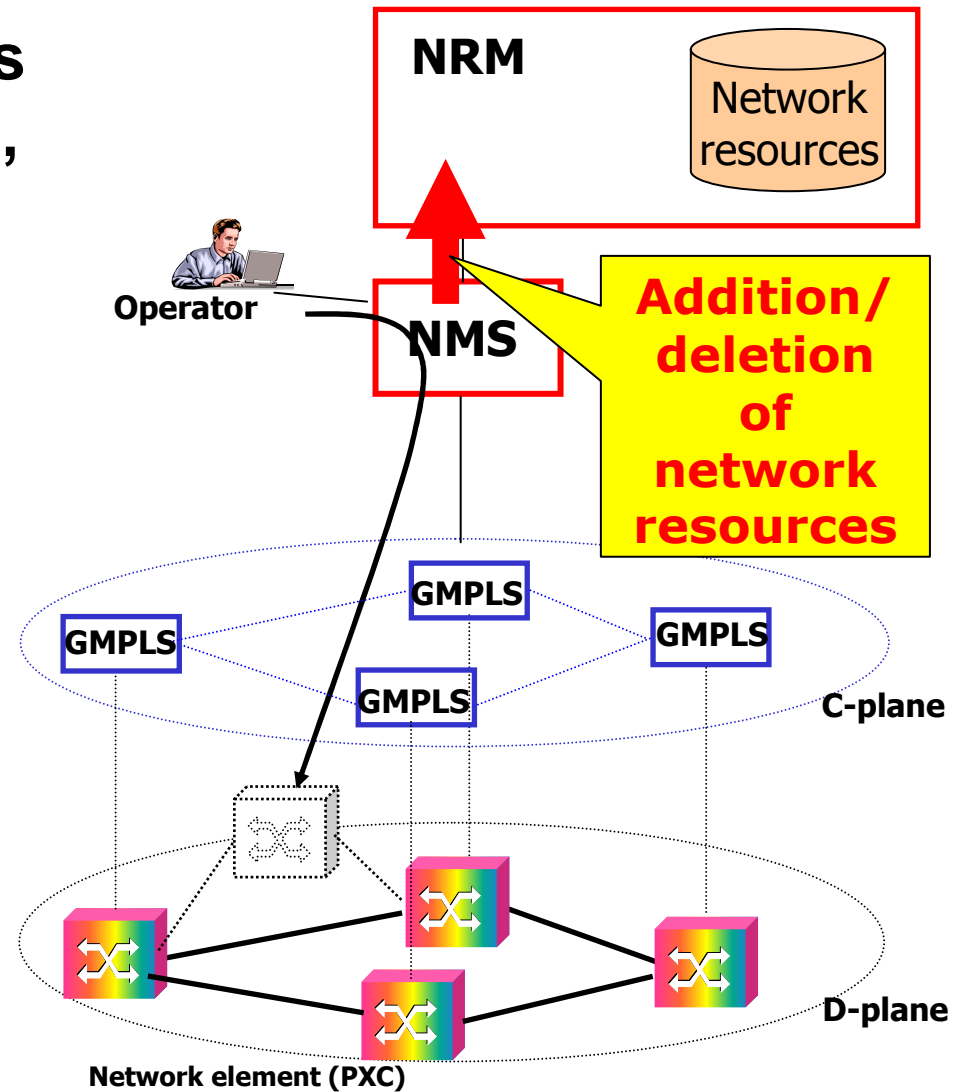 s
,
NRM
Network
resources
Operator
NMS
Addition/
deletion
of
network
resources
GMPLS
GMPLS
GMPLS
GMPLS
C-plane
D-plane
Network element (PXC)